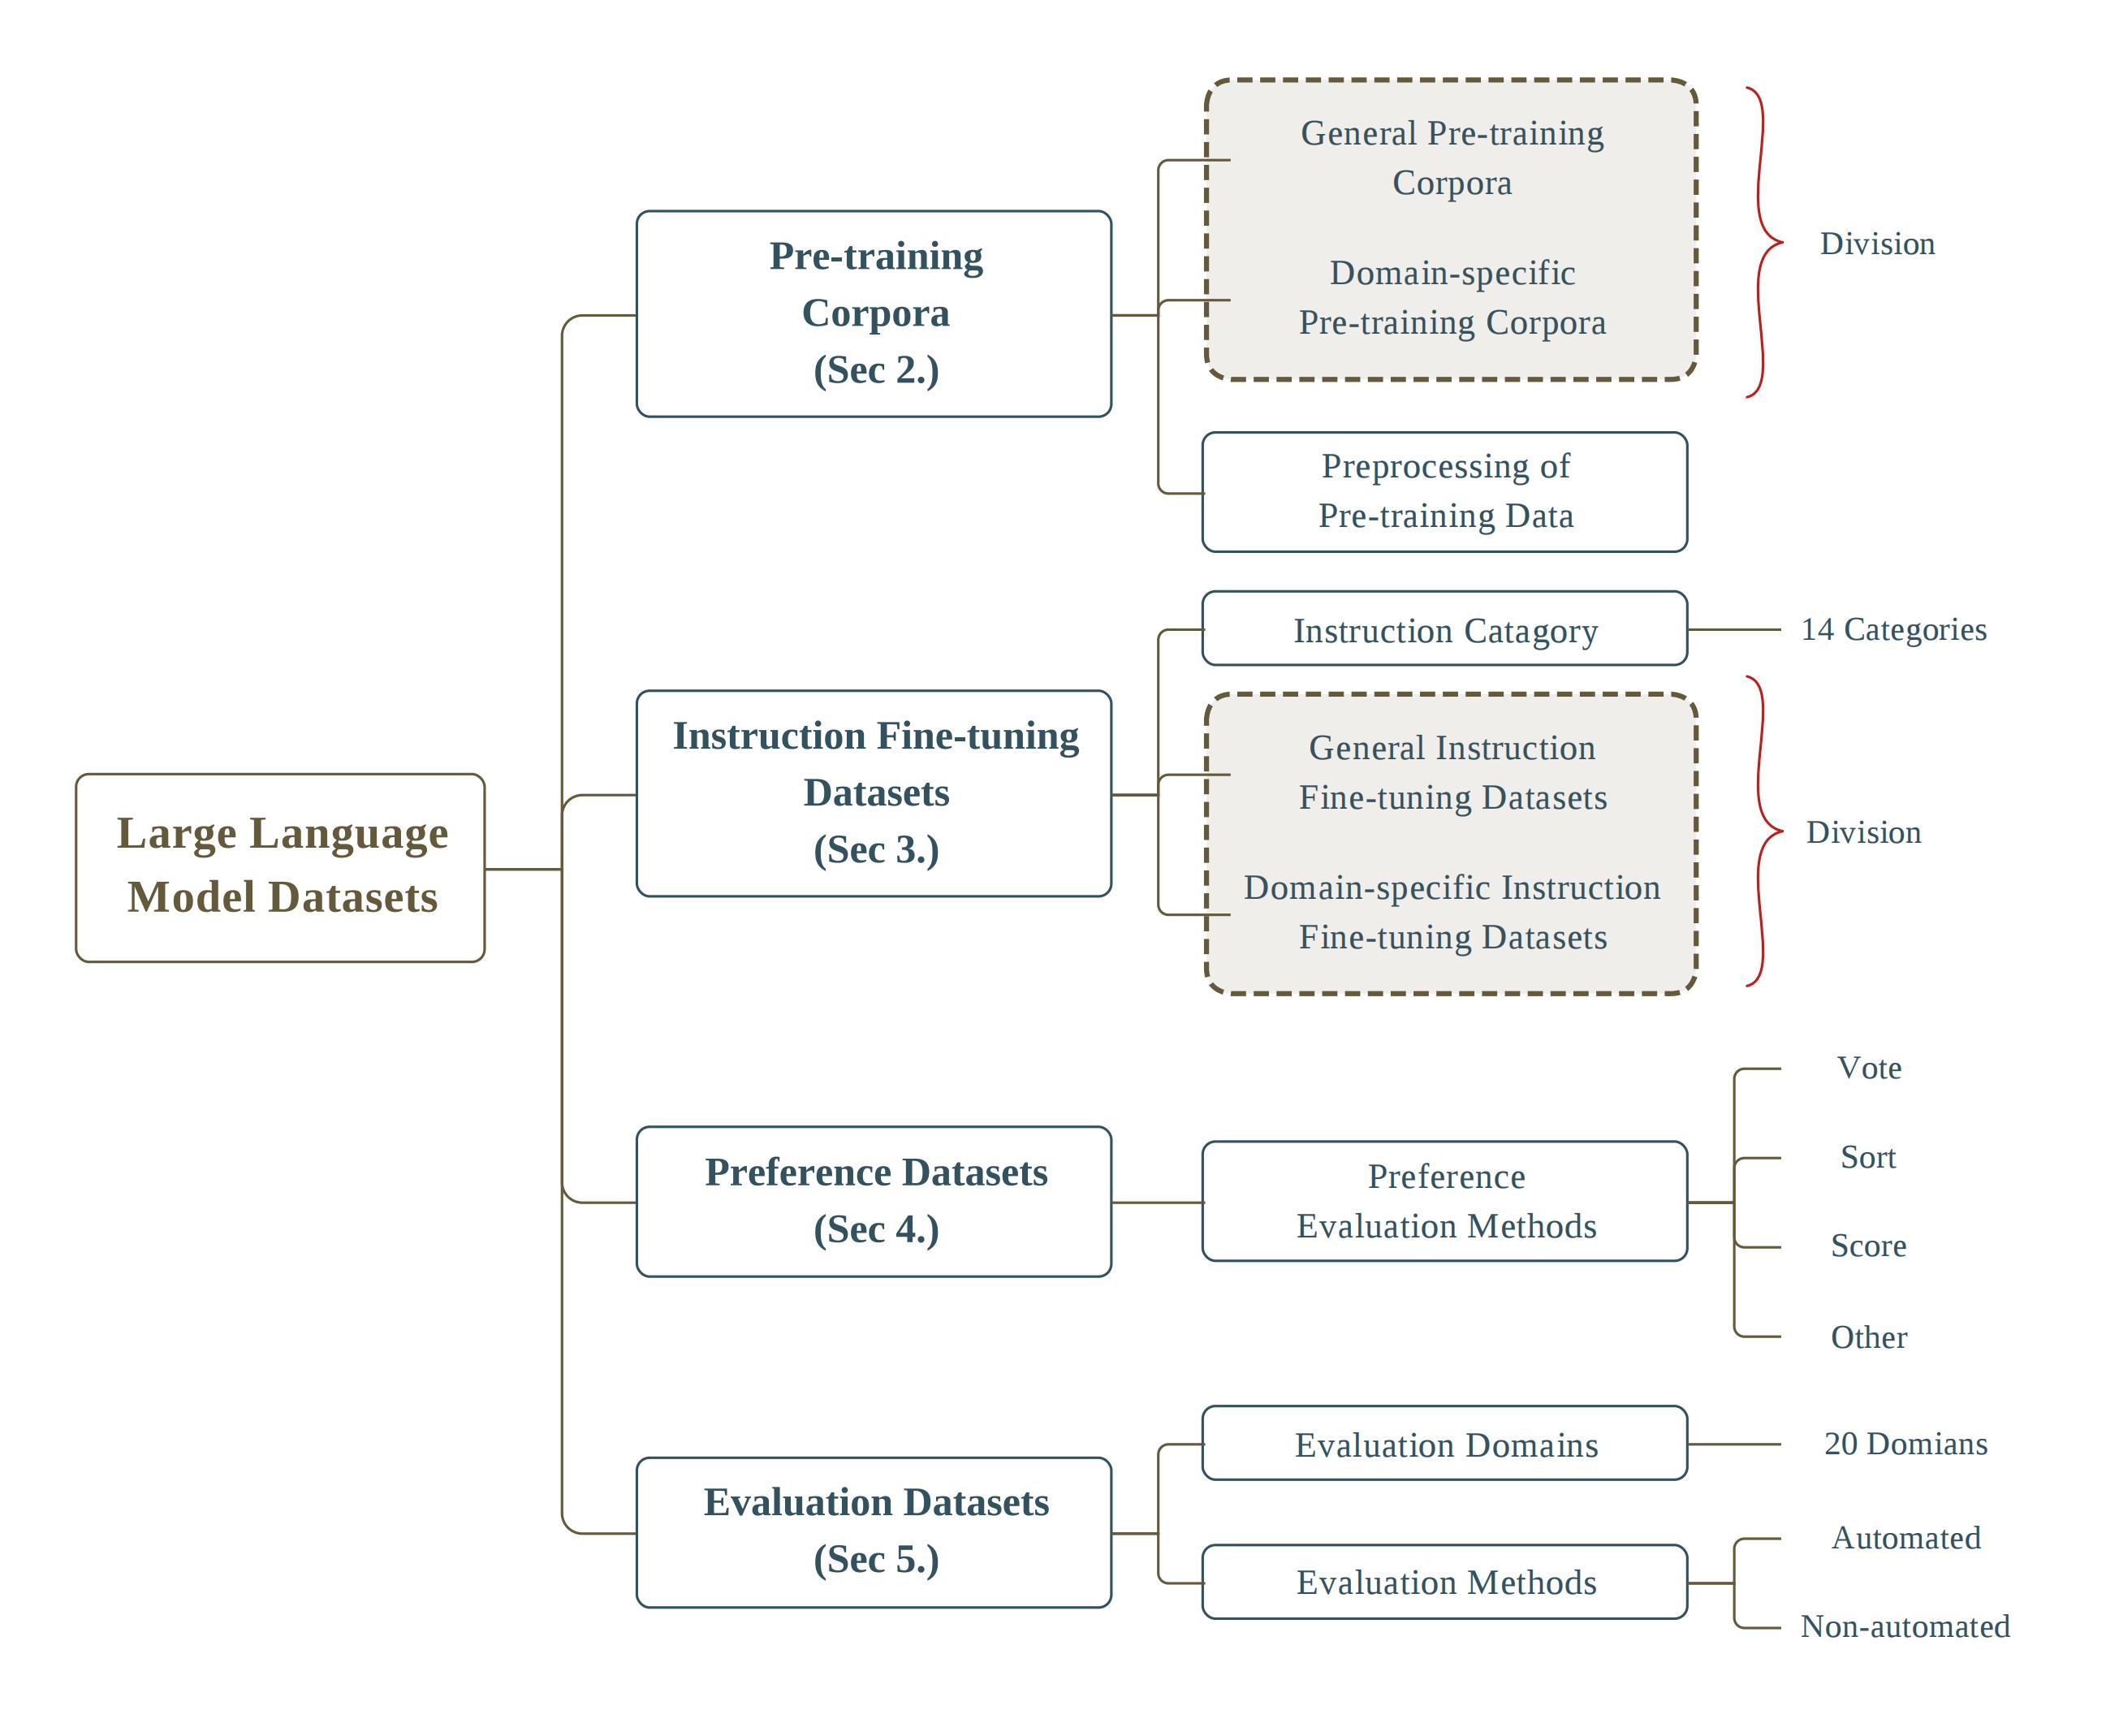 Large Language
Model Datasets
Pre-training
Corpora
(Sec 2.)
General Pre-training
Corpora
Domain-specific
Pre-training Corpora
Division
Preprocessing of
Pre-training Data
Instruction Fine-tuning
Datasets
(Sec 3.)
Instruction Catagory
14 Categories
General Instruction
Fine-tuning Datasets
Domain-specific Instruction
Fine-tuning Datasets
Division
Preference Datasets
(Sec 4.)
Preference
Evaluation Methods
Vote
Sort
Score
Other
Evaluation Datasets
(Sec 5.)
Evaluation Domains
20 Domians
Evaluation Methods
Automated
Non-automated